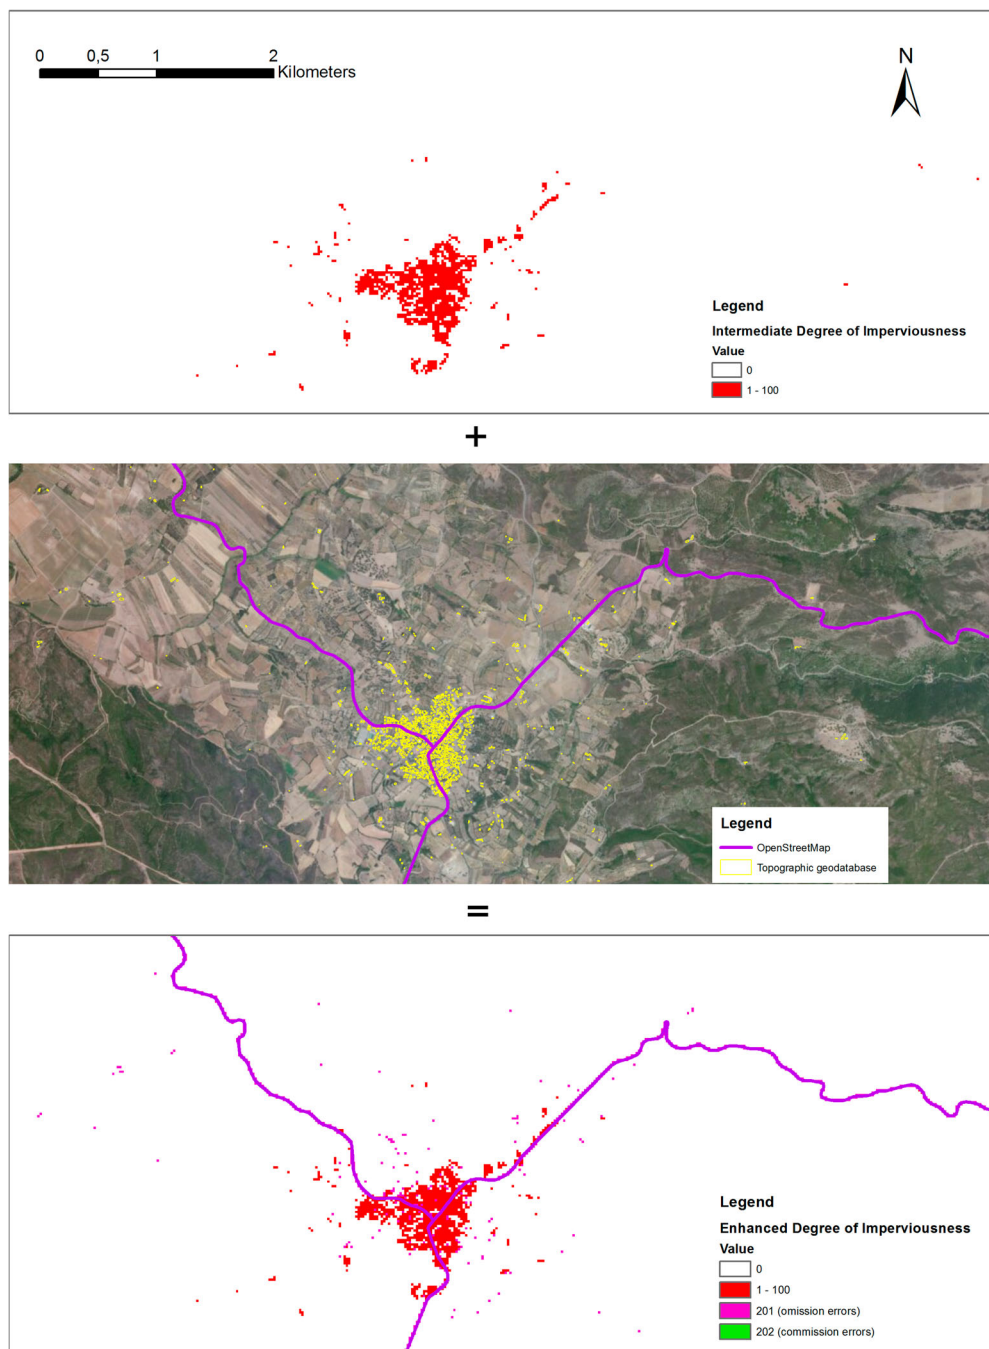 0 0,5 1 2
Kilometers
N
Legend
Intermediate Degree of Imperviousness
Value
0
1 - 100
+
Legend
OpenStreetMap
Topographic geodatabase
=
Legend
Enhanced Degree of Imperviousness
Value
0
1 - 100
201 (omission errors)
202 (commission errors)